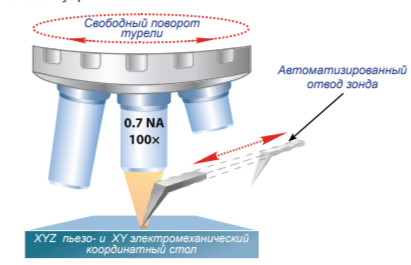 Свободный поворот
турели
Автоматизированный
отвод зонда
0.7 NA
100×
XYZ пьезо- и XY электромеханический
координатный стол